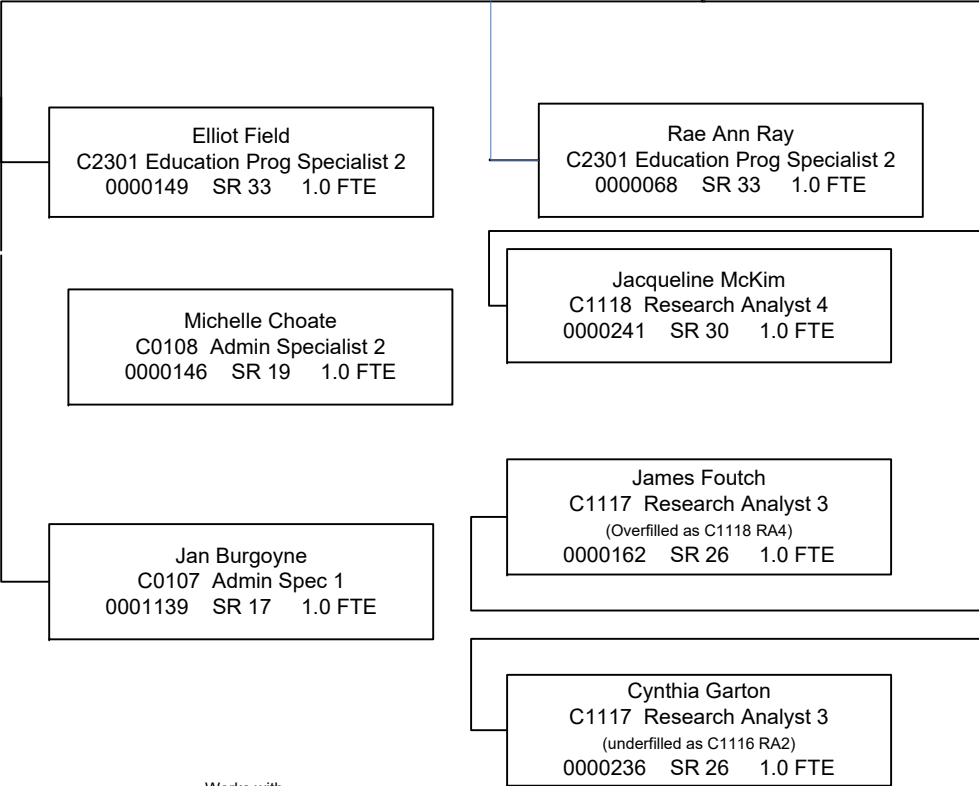 Elliot Field
C2301 Education Prog Specialist 2
0000149 SR 33 1.0 FTE
Rae Ann Ray
C2301 Education Prog Specialist 2
0000068 SR 33 1.0 FTE
Jacqueline McKim
C1118 Research Analyst 4
0000241 SR 30 1.0 FTE
Michelle Choate
C0108 Admin Specialist 2
0000146 SR 19 1.0 FTE
James Foutch
C1117 Research Analyst 3
(Overfilled as C1118 RA4)
0000162 SR 26 1.0 FTE
Jan Burgoyne
C0107 Admin Spec 1
0001139 SR 17 1.0 FTE
Cynthia Garton
C1117 Research Analyst 3
(underfilled as C1116 RA2)
0000236 SR 26 1.0 FTE
Works with